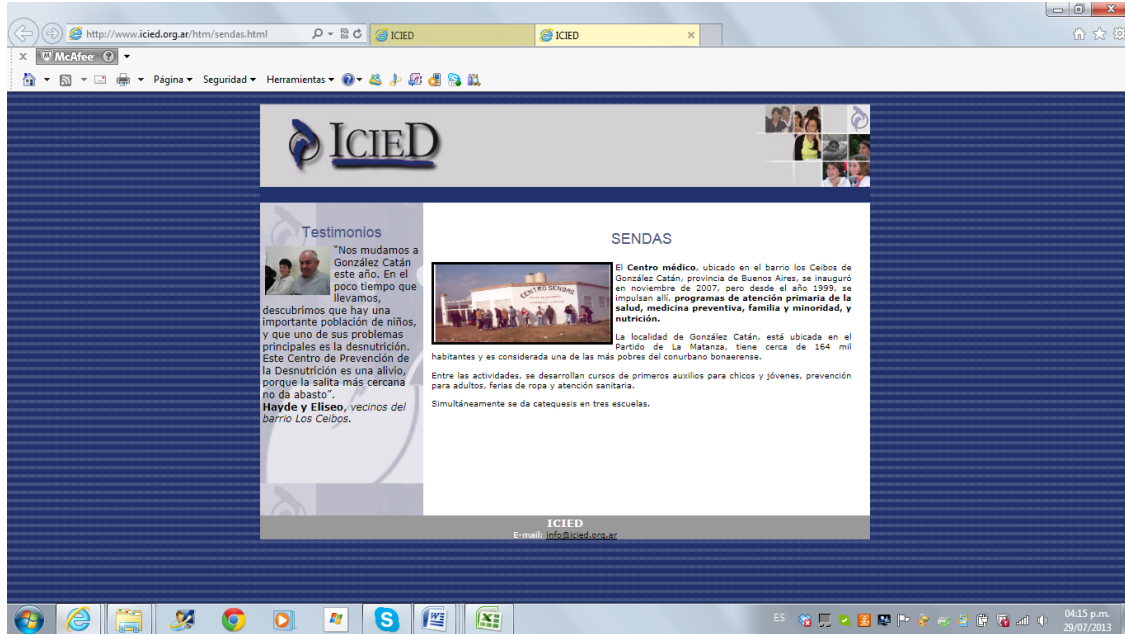 http://www.icied.org.ar/htm/sendas.html
ICIED
ICIED
x McAfee
Página
Seguridad
Herramientas
ICIED
Testimonios
“Nos mudamos a
González Catán
este año. En el
poco tiempo que
llevamos,
descubrimos que hay una
importante población de niños,
y que uno de sus problemas
principales es la desnutrición.
Este Centro de Prevención de
la Desnutrición es una alivio,
porque la salita más cercana
no da abasto”.
Hayde y Eliseo, vecinos del
barrio Los Ceibos.
SENDAS
CENTRO SENDAS
El Centro médico, ubicado en el barrio los Ceibos de
González Catán, provincia de Buenos Aires, se inauguró
en noviembre de 2007, pero desde el año 1999, se
impulsan allí, programas de atención primaria de la
salud, medicina preventiva, familia y minoridad, y
nutrición.
La localidad de González Catán, está ubicada en el
Partido de La Matanza, tiene cerca de 164 mil
habitantes y es considerada una de las más pobres del conurbano bonaerense.
Entre las actividades, se desarrollan cursos de primeros auxilios para chicos y jóvenes, prevención
para adultos, ferias de ropa y atención sanitaria.
Simultáneamente se da catequesis en tres escuelas.
ICIED
E-mail: info@icied.org.ar
ES
04:15 p.m.
29/07/2013